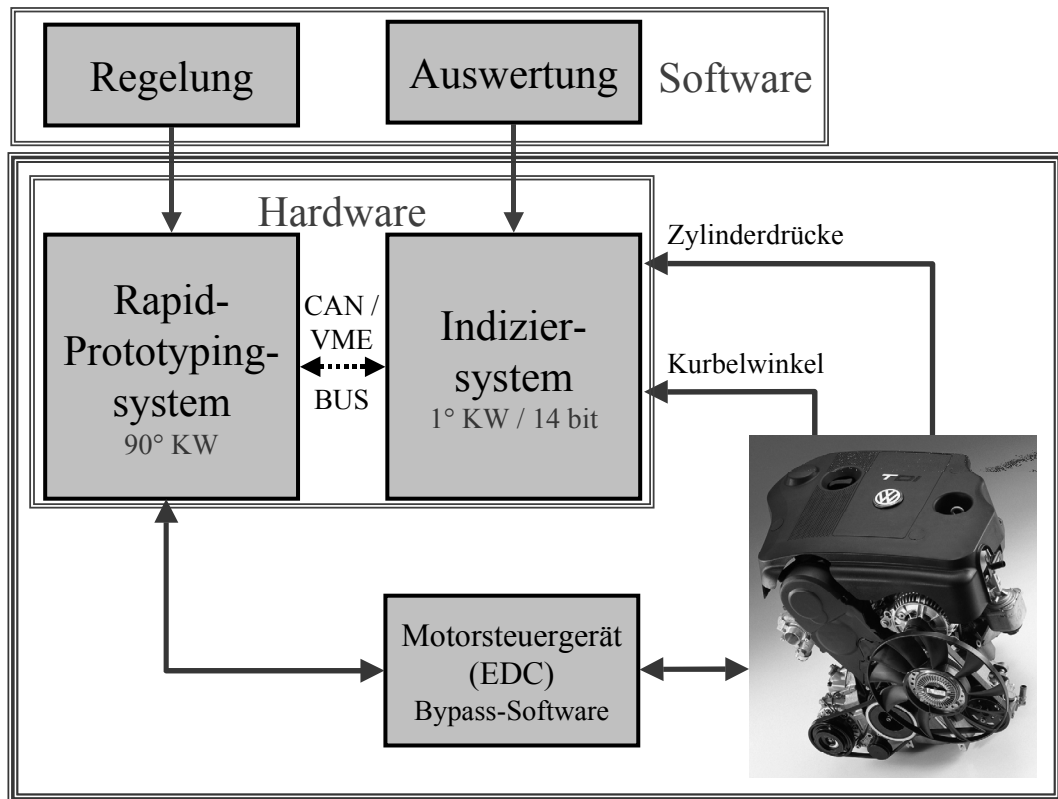 Regelung
Auswertung
Software
Hardware
Rapid-
Prototyping-
system
90° KW
CAN /
VME
BUS
Indizier-
system
1° KW / 14 bit
Zylinderdrücke
Kurbelwinkel
TDI
VW
Motorsteuergerät
(EDC)
Bypass-Software